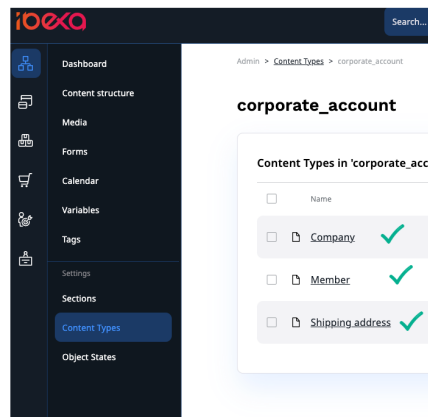 ibexa
Search...
Dashboard
Content structure
Media
Forms
Calendar
Variables
Tags
Settings
Sections
Content Types
Object States
Admin > Content Types > corporate_account
corporate_account
Content Types in 'corporate_acc
Name
Company
Member
Shipping address